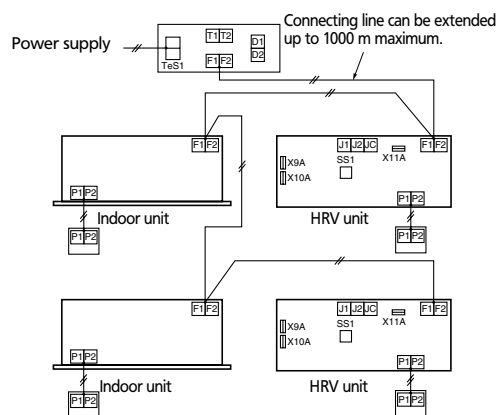 Connecting line can be extended
up to 1000 m maximum.
Power supply
T1 T2
D1
D2
TeS1
F1 F2
F1 F2
J1 J2 JC
F1 F2
X9A
X10A
SS1
X11A
P1 P2
P1 P2
Indoor unit
HRV unit
P1 P2
P1 P2
F1 F2
J1 J2 JC
F1 F2
X9A
X10A
SS1
X11A
P1 P2
P1 P2
Indoor unit
HRV unit
P1 P2
P1 P2